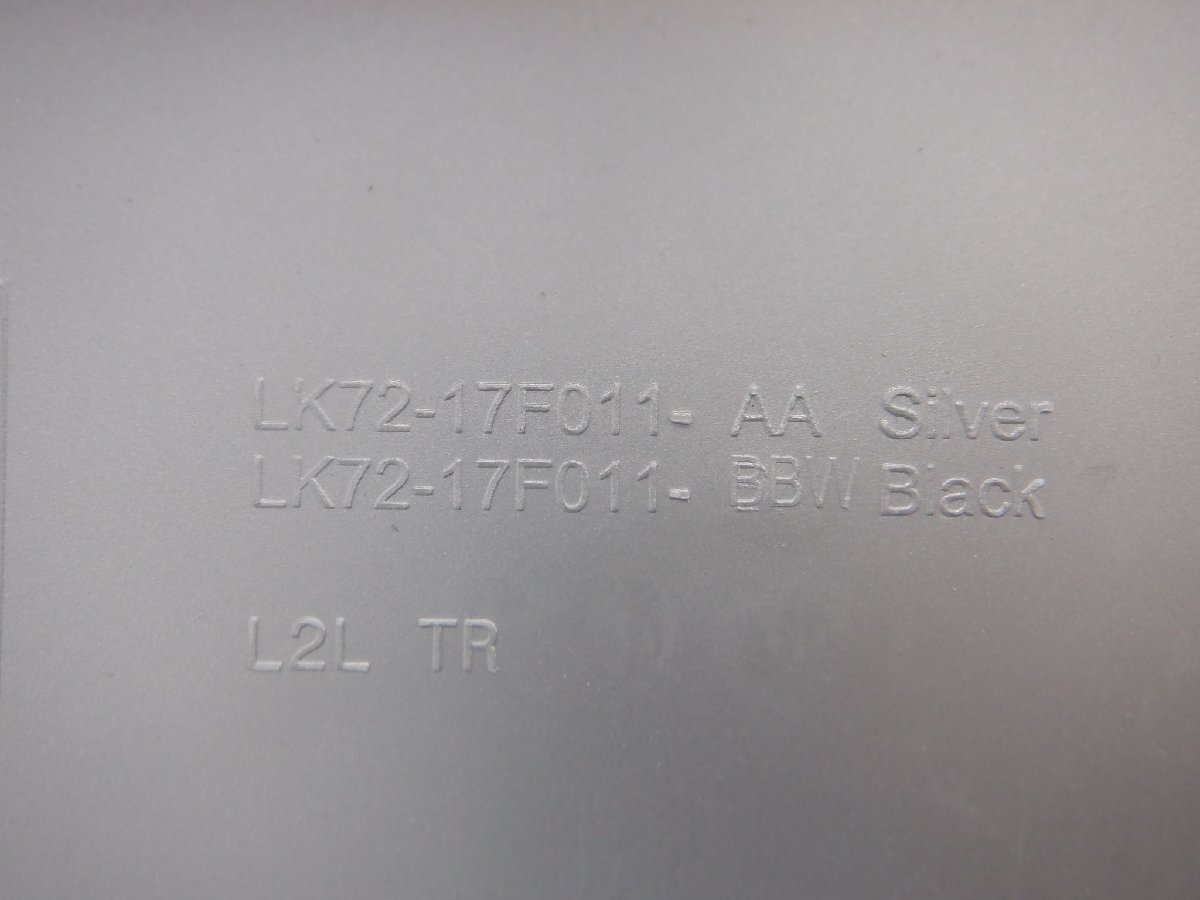 LK72-17F011- AA Silver
LK72-17F011- BBW Black
L2L TR